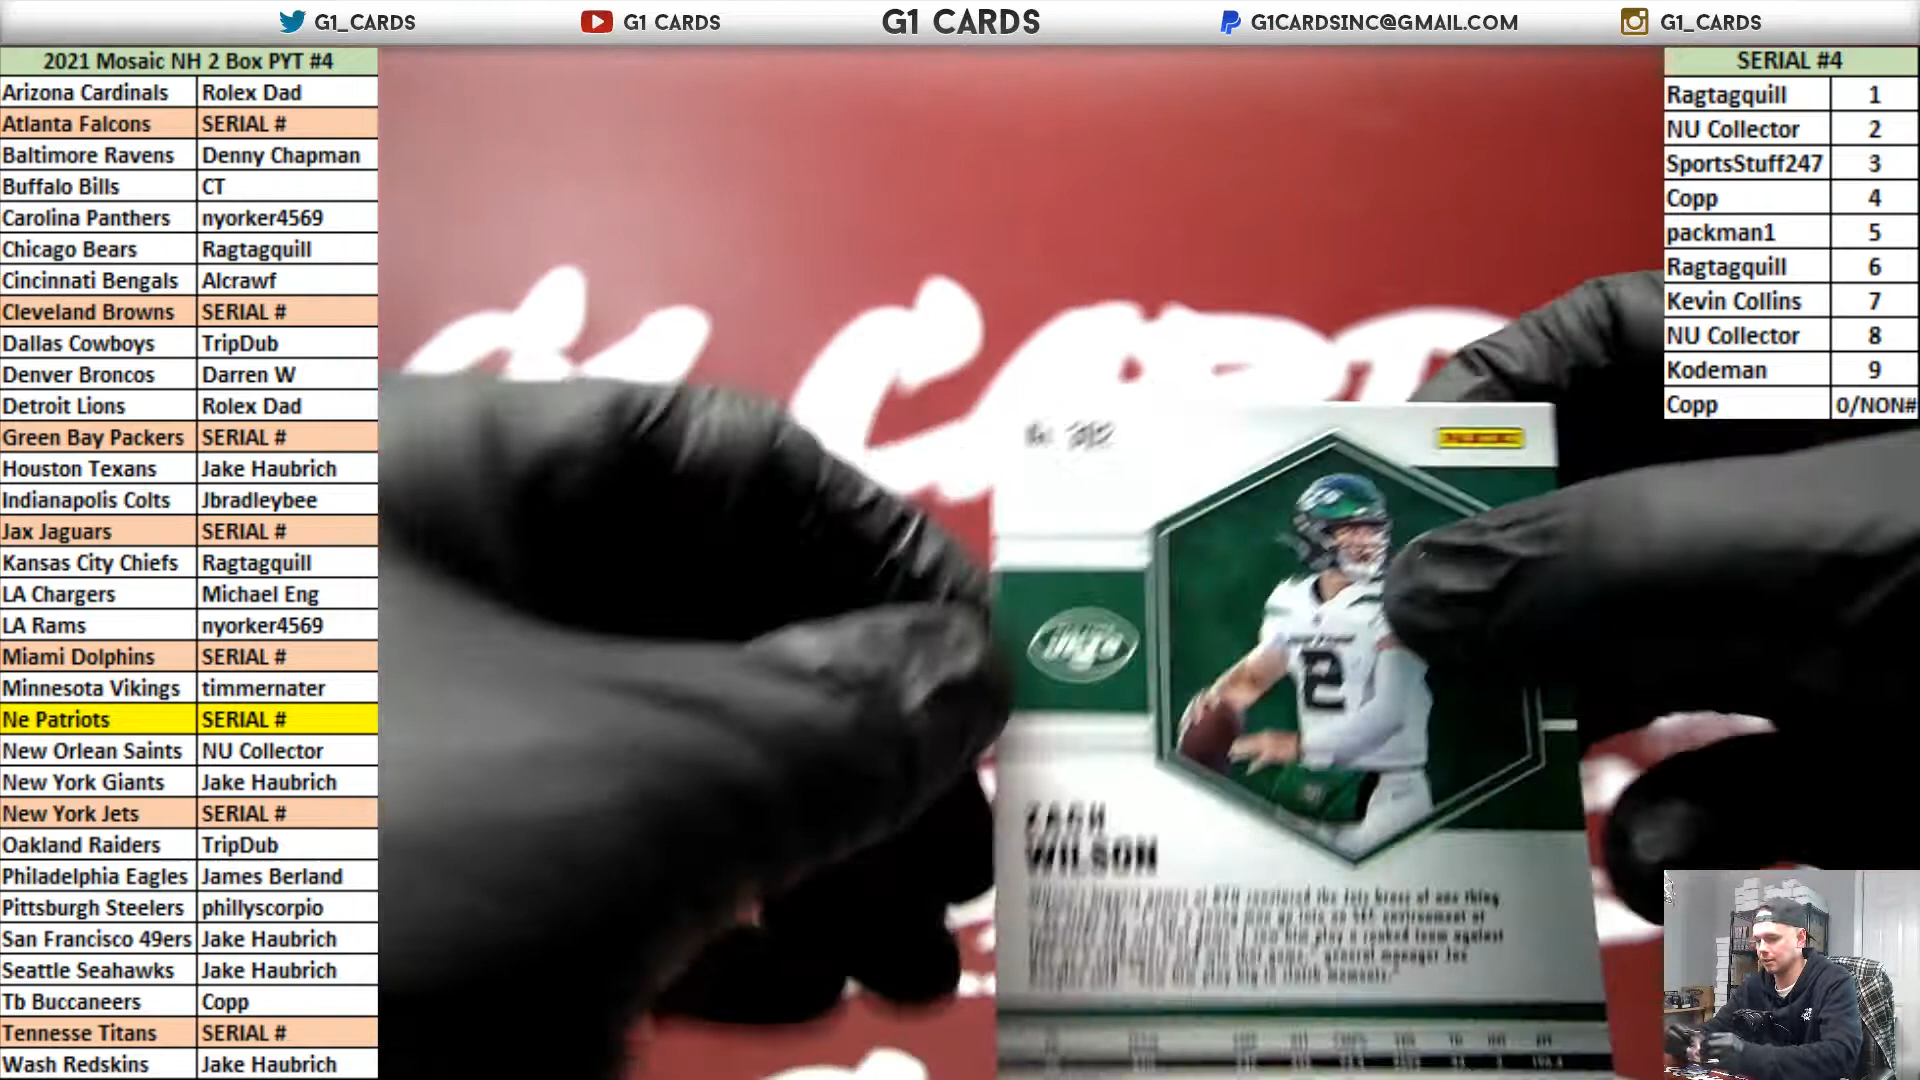 G1_CARDS G1 CARDS G1 CARDS G1CARDSINC@GMAIL.COM G1_CARDS
2021 Mosaic NH 2 Box PYT #4
Arizona Cardinals Rolex Dad
Atlanta Falcons SERIAL #
Baltimore Ravens Denny Chapman
Buffalo Bills CT
Carolina Panthers nyorker4569
Chicago Bears Ragtagquill
Cincinnati Bengals Alcrawf
Cleveland Browns SERIAL #
Dallas Cowboys TripDub
Denver Broncos Darren W
Detroit Lions Rolex Dad
Green Bay Packers SERIAL #
Houston Texans Jake Haubrich
Indianapolis Colts Jbradleybee
Jax Jaguars SERIAL #
Kansas City Chiefs Ragtagquill
LA Chargers Michael Eng
LA Rams nyorker4569
Miami Dolphins SERIAL #
Minnesota Vikings timmernater
Ne Patriots SERIAL #
New Orlean Saints NU Collector
New York Giants Jake Haubrich
New York Jets SERIAL #
Oakland Raiders TripDub
Philadelphia Eagles James Berland
Pittsburgh Steelers phillyscorpio
San Francisco 49ers Jake Haubrich
Seattle Seahawks Jake Haubrich
Tb Buccaneers Copp
Tennesse Titans SERIAL #
Wash Redskins Jake Haubrich
SERIAL #4
Ragtagquill 1
NU Collector 2
SportsStuff247 3
Copp 4
packman1 5
Ragtagquill 6
Kevin Collins 7
NU Collector 8
Kodeman 9
Copp 0/NON#
PANINI
JETS
2
ZACH
WILSON